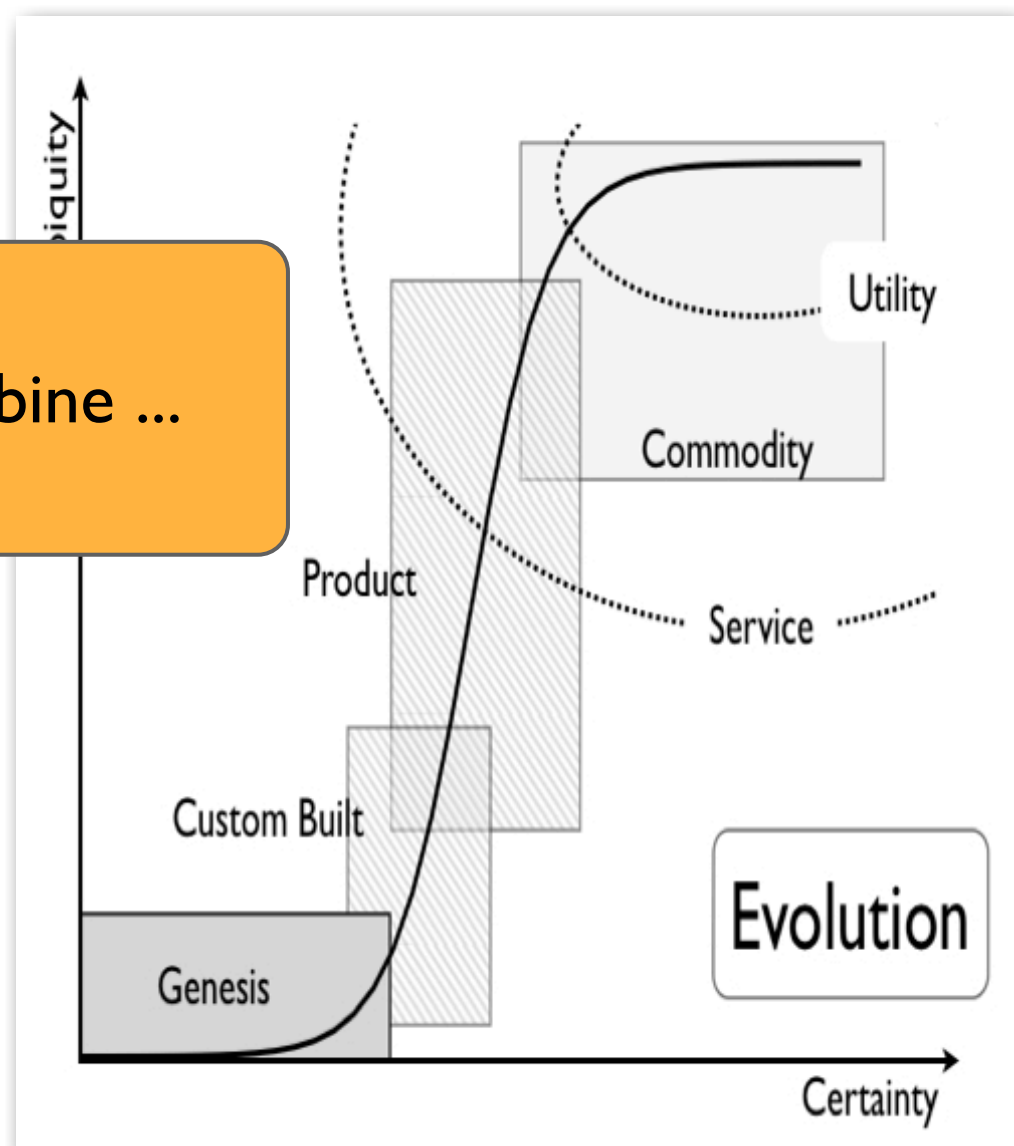 bine ...
Utility
Commodity
Product
Service
Custom Built
Evolution
Genesis
Certainty